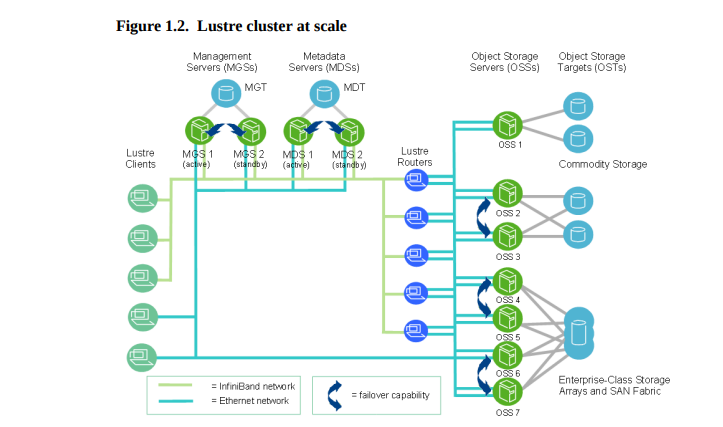 Figure 1.2. Lustre cluster at scale
Management
Servers (MGSs)
Metadata
Servers (MDSs)
Object Storage
Servers (OSSs)
Object Storage
Targets (OSTs)
MGT
MDT
Lustre
Clients
MGS 1
(active)
MGS 2
(standby)
MDS 1
(active)
MDS 2
(standby)
Lustre
Routers
OSS 1
Commodity Storage
OSS 2
OSS 3
OSS 4
OSS 5
OSS 6
OSS 7
Enterprise-Class Storage
Arrays and SAN Fabric
= InfiniBand network
= Ethernet network
= failover capability